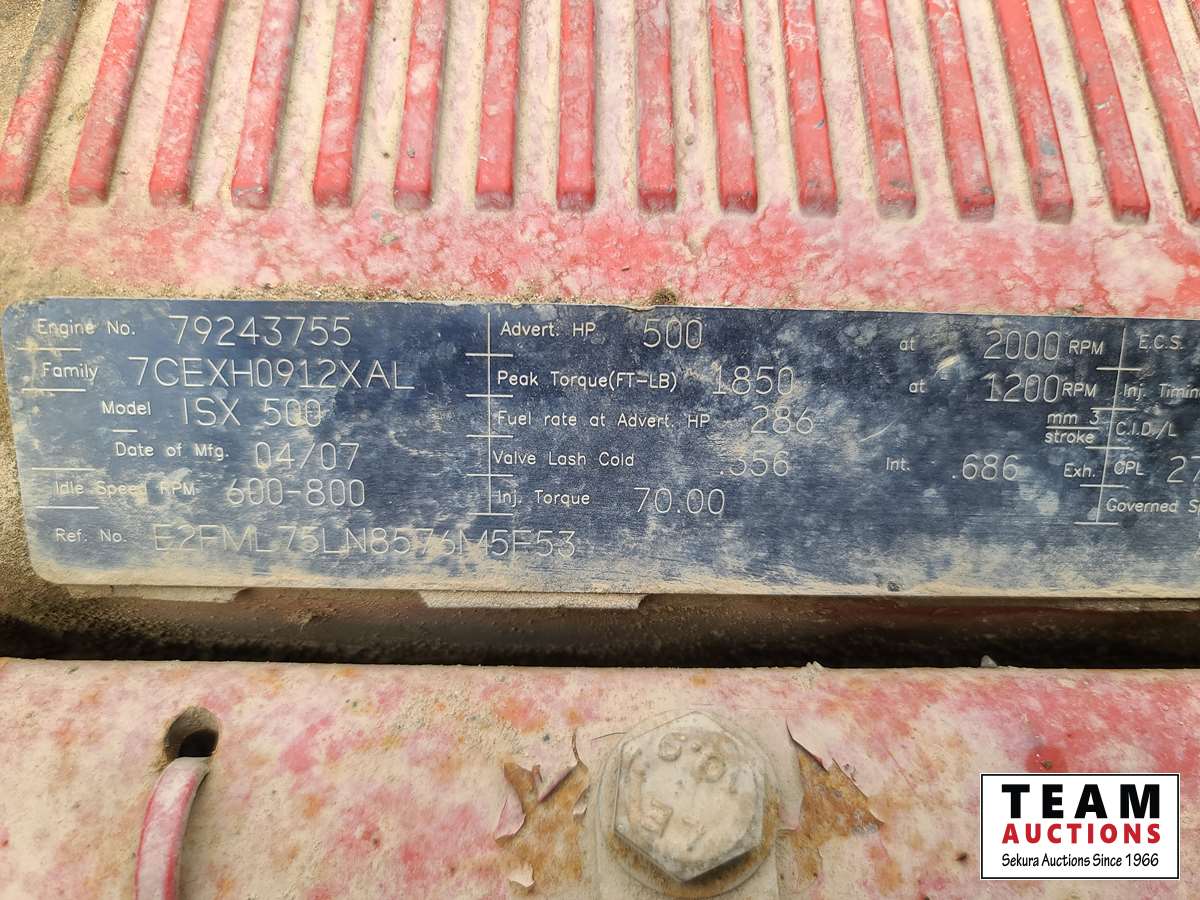 Engine No. 79243755
Family 7CEXH0912XAL
Model ISX 500
Date of Mfg. 04/07
Idle Speed RPM 600-800
Ref. No. E2FML75LN8576M5F53
Advert. HP 500 at 2000 RPM
Peak Torque(FT-LB) 1850 at 1200 RPM
Fuel rate at Advert. HP 286 mm 3
stroke
Valve Lash Cold .356 Int. .686 Exh.
Inj. Torque 70.00
E.C.S.
Inj. Timin
C.I.D./L
CPL 27
Governed Sp
TEAM
AUCTIONS
Sekura Auctions Since 1966